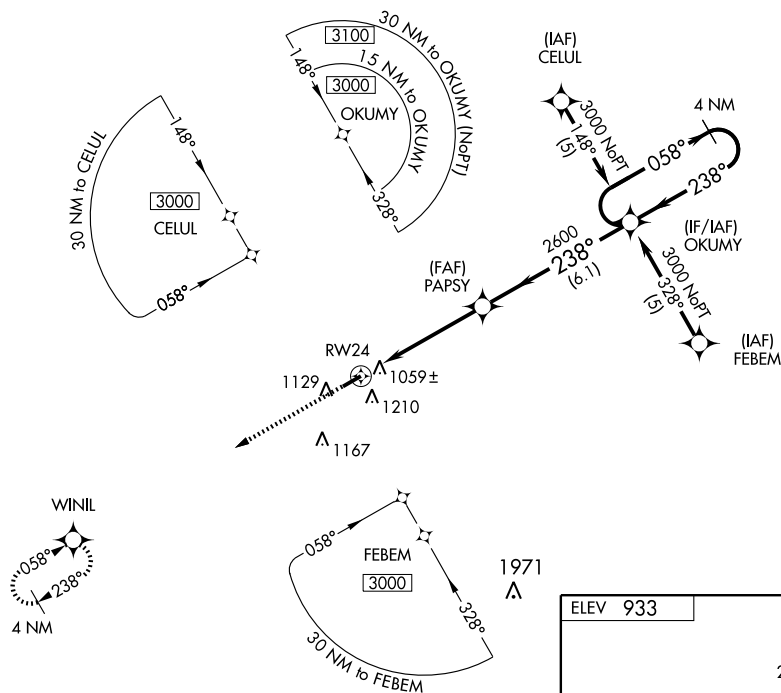 30 NM to OKUMY (NoPT)
3100
15 NM to OKUMY
3000
OKUMY
148°
328°
30 NM to CELUL
148°
3000
CELUL
058°
(IAF)
CELUL
3000 NoPT
148°
(5)
4 NM
058°
238°
(IF/IAF)
OKUMY
2600
238°
(6.1)
3000 NoPT
328°
(5)
(IAF)
FEBEM
(FAF)
PAPSY
RW24
1129
1059±
1210
1167
WINIL
058°
238°
4 NM
058°
FEBEM
3000
328°
30 NM to FEBEM
1971
ELEV 933
2